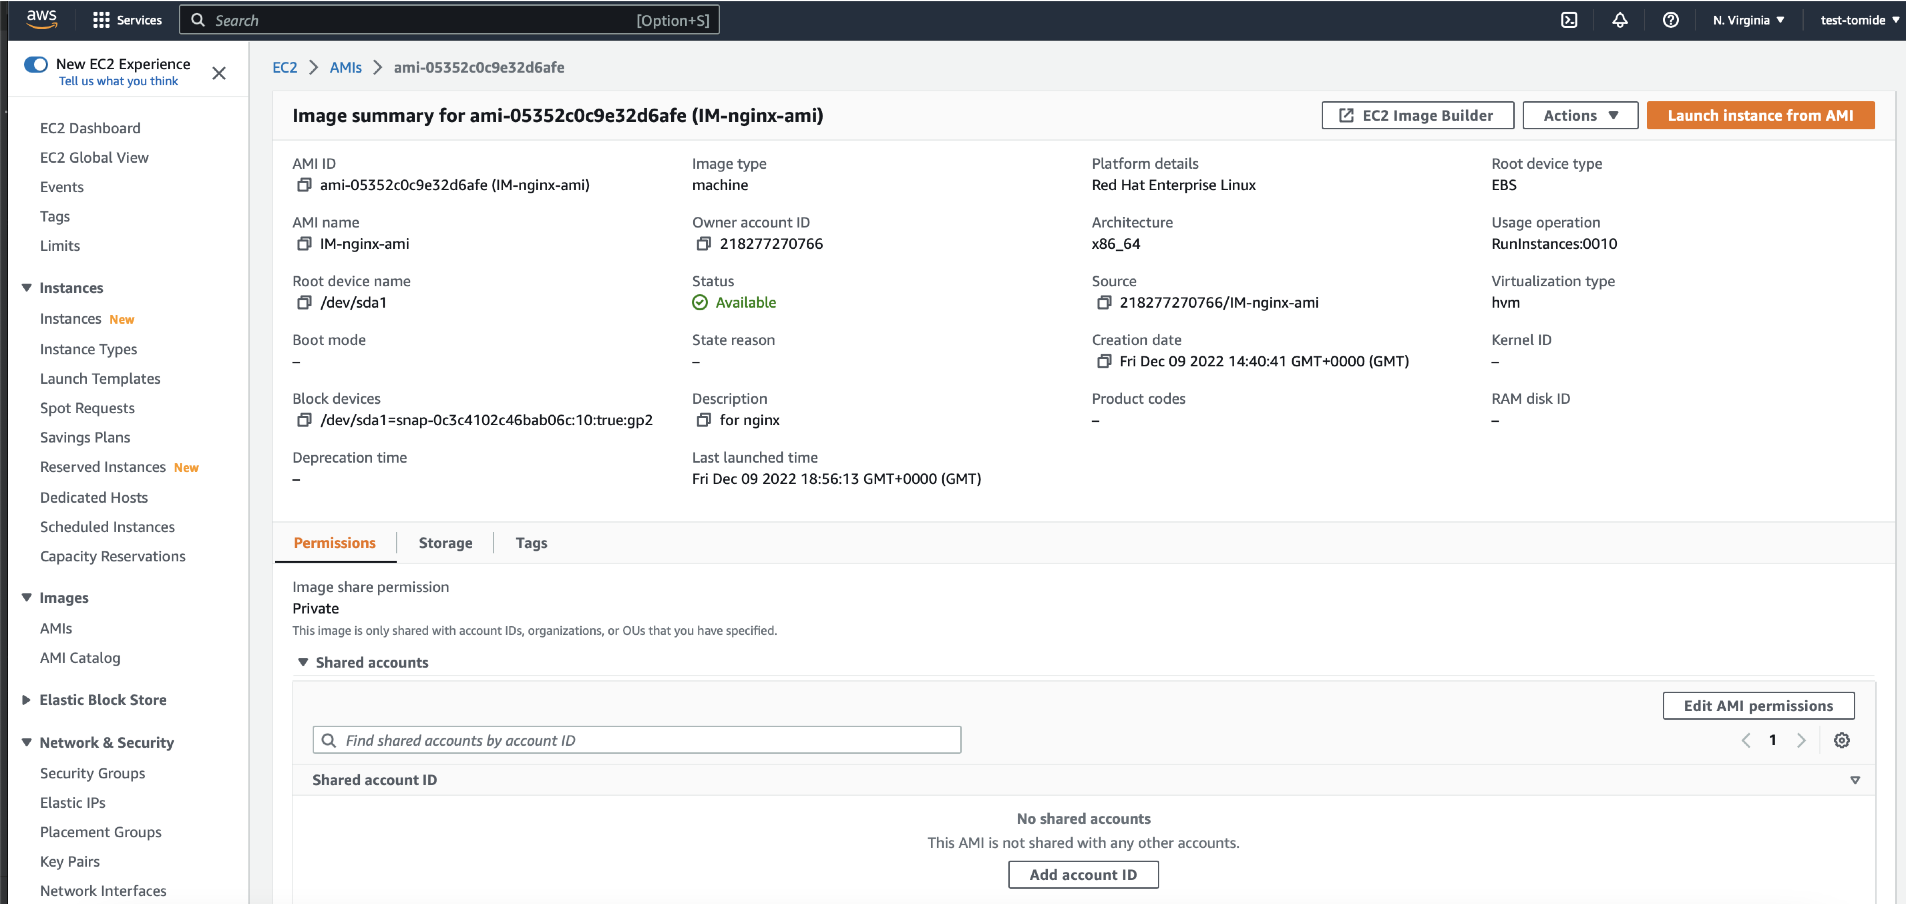 aws
Services
Search
[Option+S]
N. Virginia
test-tomide
New EC2 Experience
Tell us what you think
EC2 Dashboard
EC2 Global View
Events
Tags
Limits
Instances
Instances New
Instance Types
Launch Templates
Spot Requests
Savings Plans
Reserved Instances New
Dedicated Hosts
Scheduled Instances
Capacity Reservations
Images
AMIs
AMI Catalog
Elastic Block Store
Network & Security
Security Groups
Elastic IPs
Placement Groups
Key Pairs
Network Interfaces
EC2 > AMIs > ami-05352c0c9e32d6afe
Image summary for ami-05352c0c9e32d6afe (IM-nginx-ami)
EC2 Image Builder
Actions
Launch instance from AMI
AMI ID
ami-05352c0c9e32d6afe (IM-nginx-ami)
Image type
machine
Platform details
Red Hat Enterprise Linux
Root device type
EBS
AMI name
IM-nginx-ami
Owner account ID
218277270766
Architecture
x86_64
Usage operation
RunInstances:0010
Root device name
/dev/sda1
Status
Available
Source
218277270766/IM-nginx-ami
Virtualization type
hvm
Boot mode
–
State reason
–
Creation date
Fri Dec 09 2022 14:40:41 GMT+0000 (GMT)
Kernel ID
–
Block devices
/dev/sda1=snap-0c3c4102c46bab06c:10:true:gp2
Description
for nginx
Product codes
–
RAM disk ID
–
Deprecation time
–
Last launched time
Fri Dec 09 2022 18:56:13 GMT+0000 (GMT)
Permissions
Storage
Tags
Image share permission
Private
This image is only shared with account IDs, organizations, or OUs that you have specified.
Shared accounts
Edit AMI permissions
Find shared accounts by account ID
1
Shared account ID
No shared accounts
This AMI is not shared with any other accounts.
Add account ID